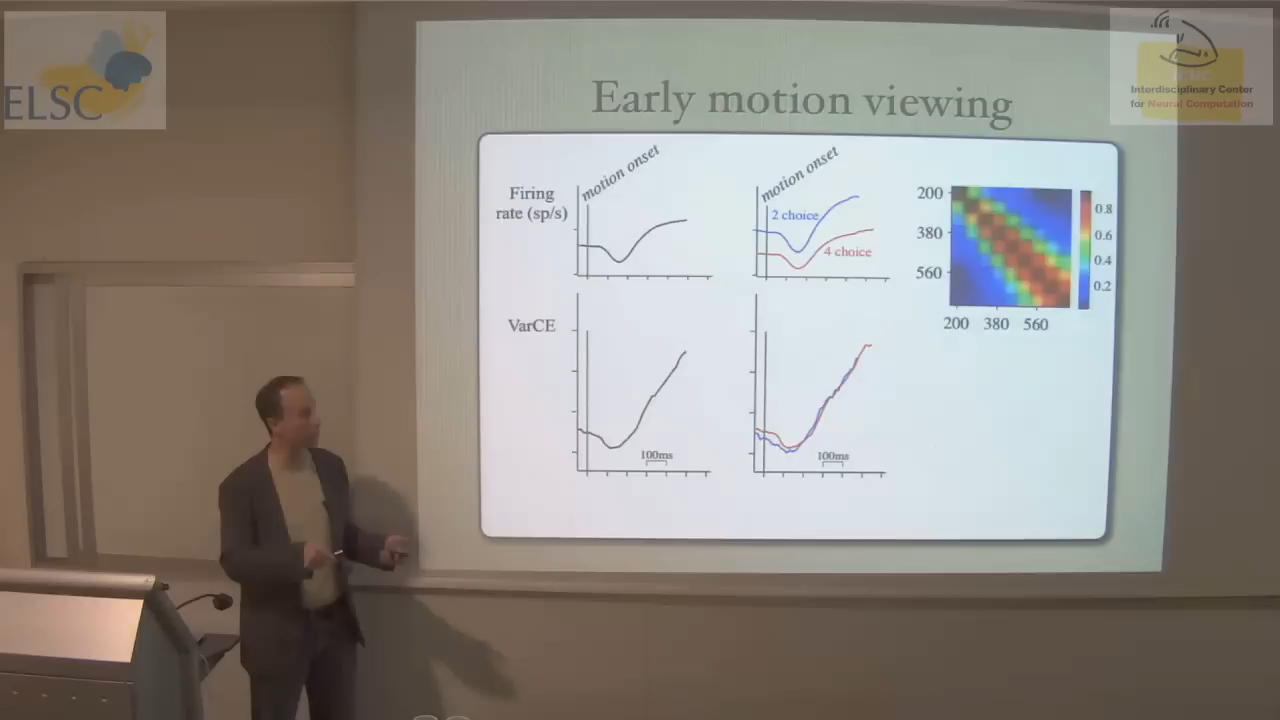 ELSC
Interdisciplinary Center
for Neural Computation
Early motion viewing
Firing
rate (sp/s)
motion onset
motion onset
2 choice
4 choice
200
380
560
0.8
0.6
0.4
0.2
200 380 560
VarCE
100ms
100ms